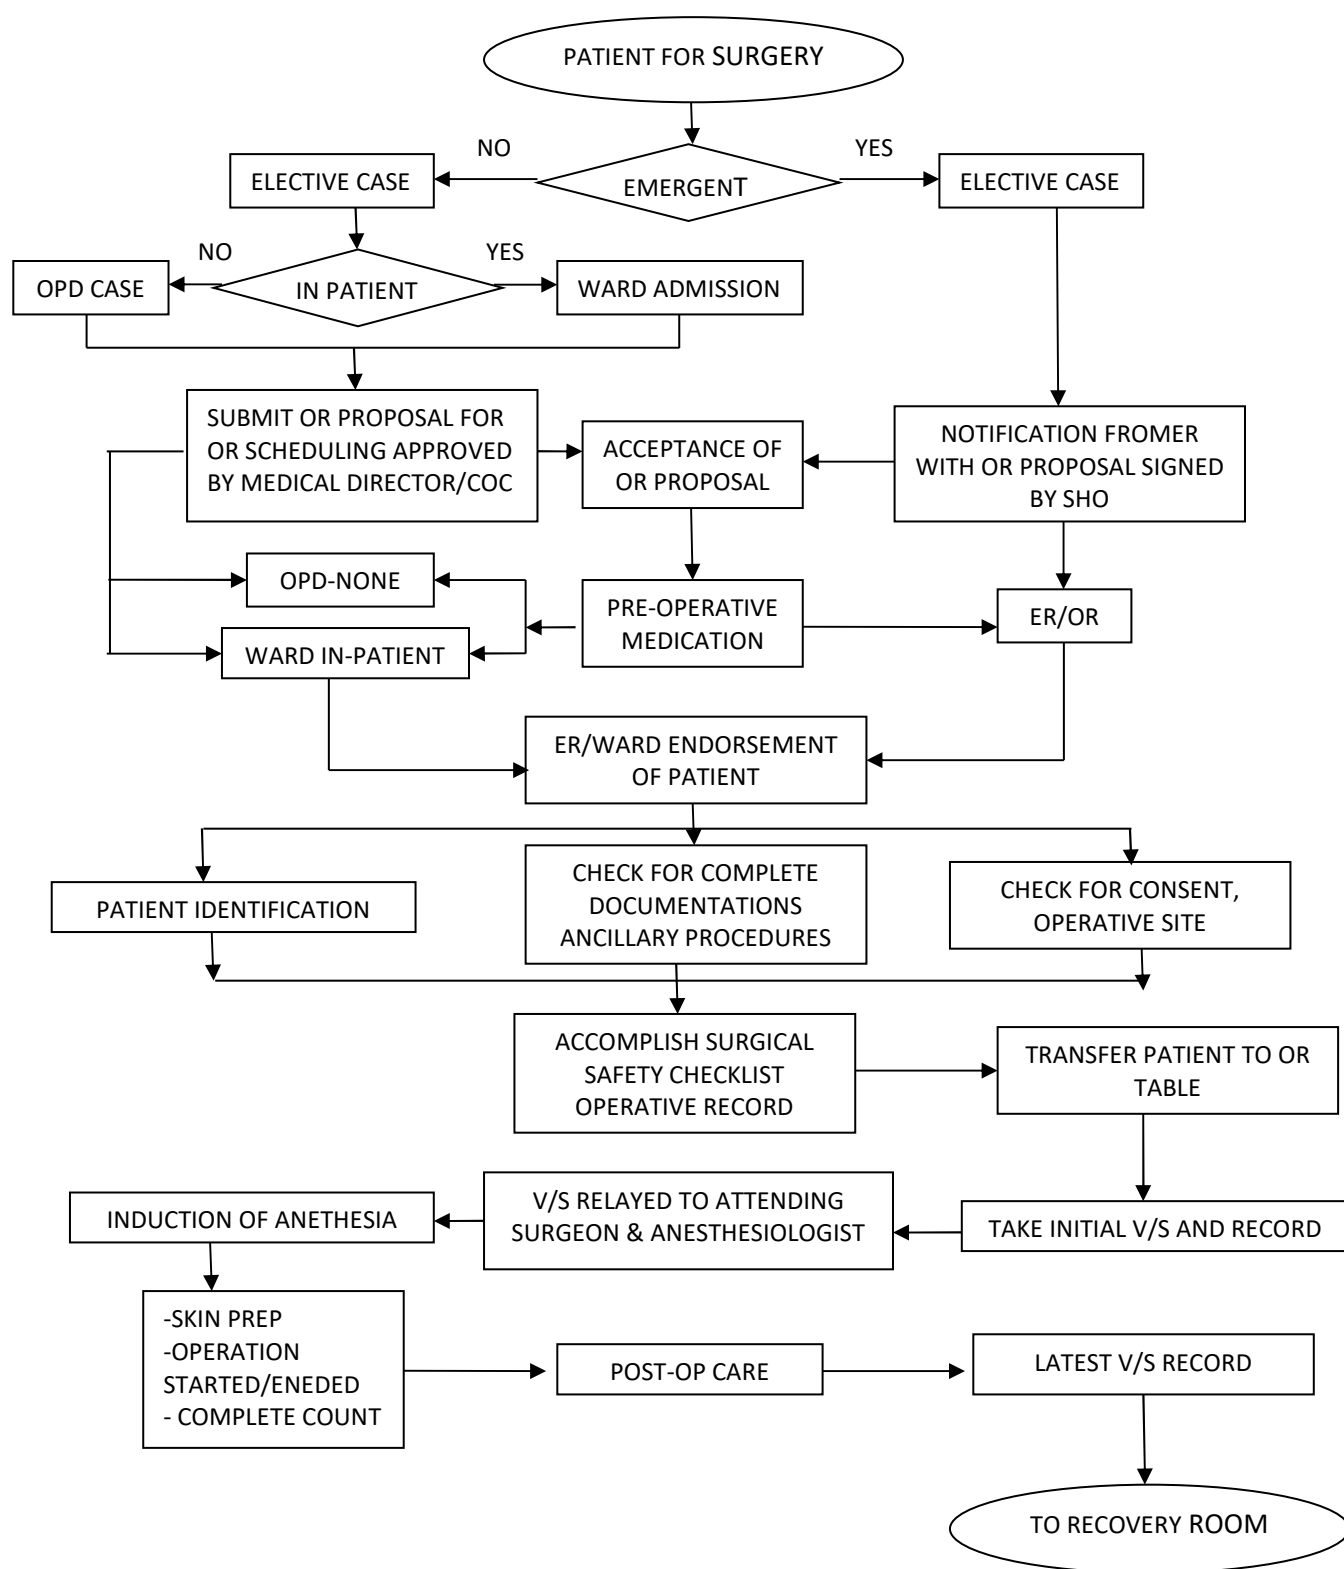 PATIENT FOR SURGERY
NO
YES
ELECTIVE CASE
EMERGENT
ELECTIVE CASE
NO
YES
OPD CASE
IN PATIENT
WARD ADMISSION
SUBMIT OR PROPOSAL FOR
OR SCHEDULING APPROVED
BY MEDICAL DIRECTOR/COC
ACCEPTANCE OF
OR PROPOSAL
NOTIFICATION FROMER
WITH OR PROPOSAL SIGNED
BY SHO
OPD-NONE
WARD IN-PATIENT
PRE-OPERATIVE
MEDICATION
ER/OR
ER/WARD ENDORSEMENT
OF PATIENT
PATIENT IDENTIFICATION
CHECK FOR COMPLETE
DOCUMENTATIONS
ANCILLARY PROCEDURES
CHECK FOR CONSENT,
OPERATIVE SITE
ACCOMPLISH SURGICAL
SAFETY CHECKLIST
OPERATIVE RECORD
TRANSFER PATIENT TO OR
TABLE
INDUCTION OF ANETHESIA
V/S RELAYED TO ATTENDING
SURGEON & ANESTHESIOLOGIST
TAKE INITIAL V/S AND RECORD
-SKIN PREP
-OPERATION
STARTED/ENEDED
- COMPLETE COUNT
POST-OP CARE
LATEST V/S RECORD
TO RECOVERY ROOM